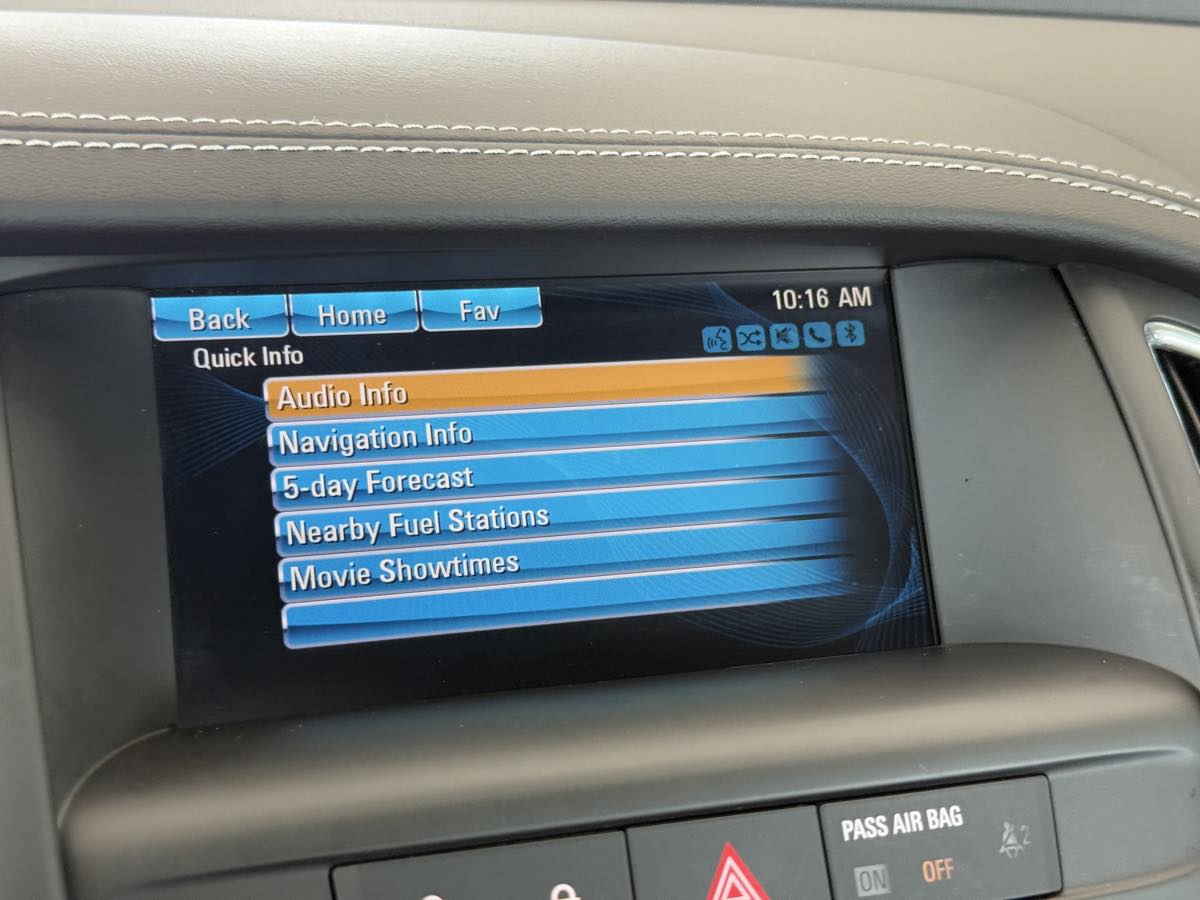 Back Home Fav 10:16 AM
Quick Info
Audio Info
Navigation Info
5-day Forecast
Nearby Fuel Stations
Movie Showtimes
PASS AIR BAG
ON OFF 2